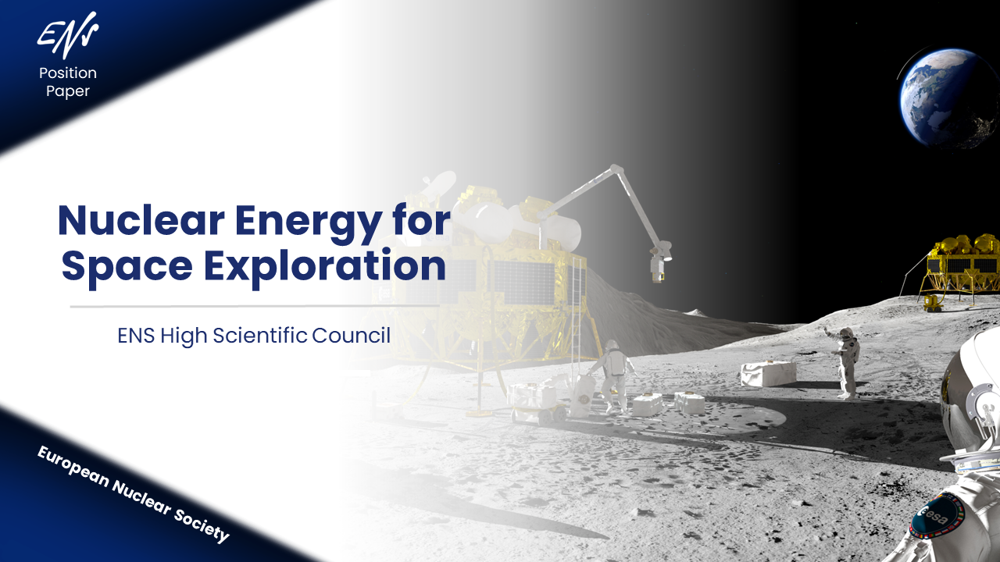 ENS
Position
Paper
Nuclear Energy for
Space Exploration
ENS High Scientific Council
European Nuclear Society
esa